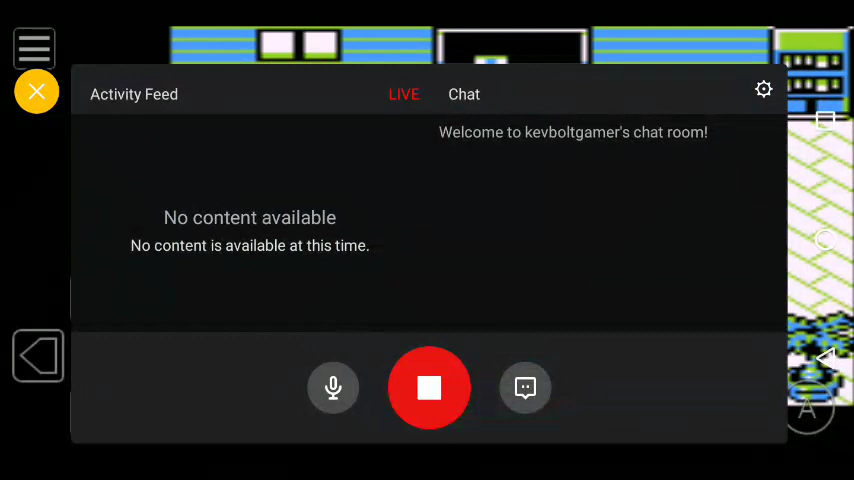 Activity Feed
LIVE
Chat
Welcome to kevboltgamer's chat room!
No content available
No content is available at this time.
A